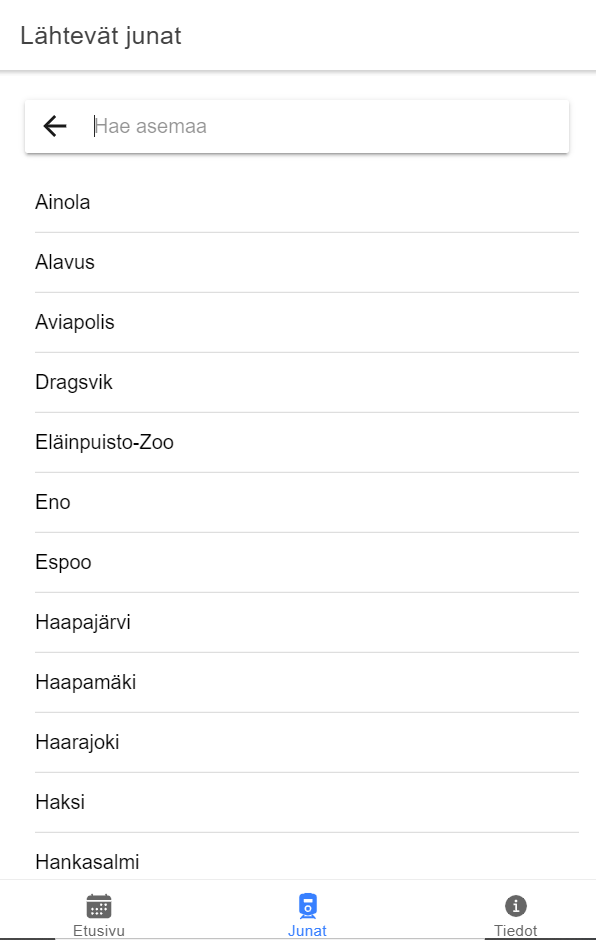 Lähtevät junat
Hae asemaa
Ainola
Alavus
Aviapolis
Dragsvik
Eläinpuisto-Zoo
Eno
Espoo
Haapajärvi
Haapamäki
Haarajoki
Haksi
Hankasalmi
Etusivu
Junat
Tiedot